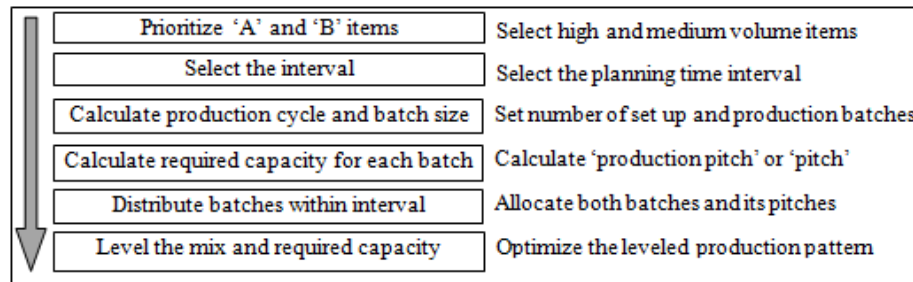 Prioritize ‘A’ and ‘B’ items Select high and medium volume items
Select the interval Select the planning time interval
Calculate production cycle and batch size Set number of set up and production batches
Calculate required capacity for each batch Calculate ‘production pitch’ or ‘pitch’
Distribute batches within interval Allocate both batches and its pitches
Level the mix and required capacity Optimize the leveled production pattern